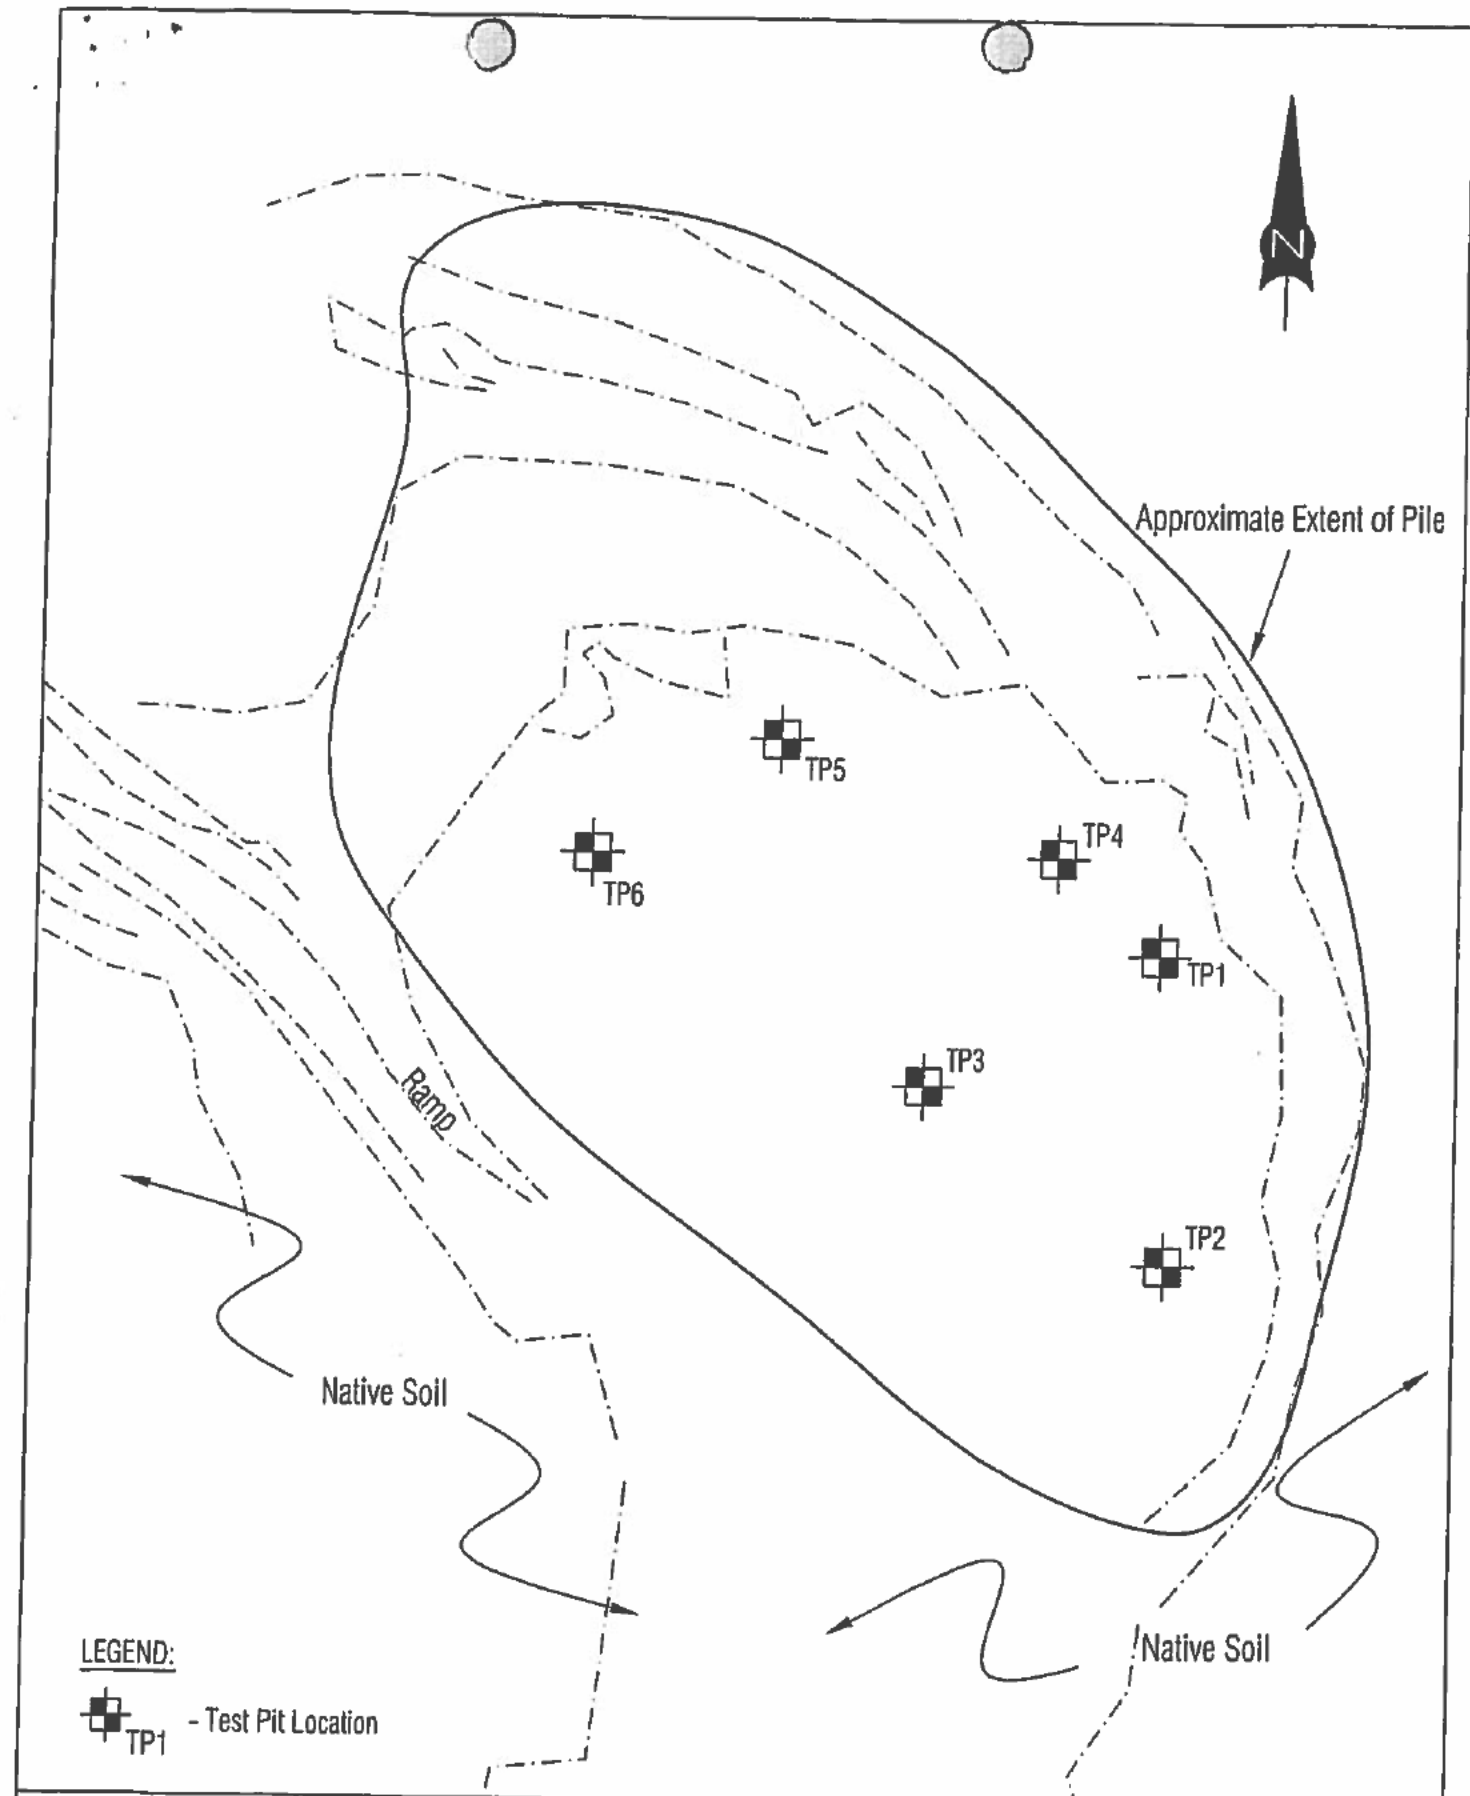 N
Approximate Extent of Pile
TP5
TP4
TP6
TP1
TP3
Ramp
TP2
Native Soil
Native Soil
LEGEND:
TP1 - Test Pit Location